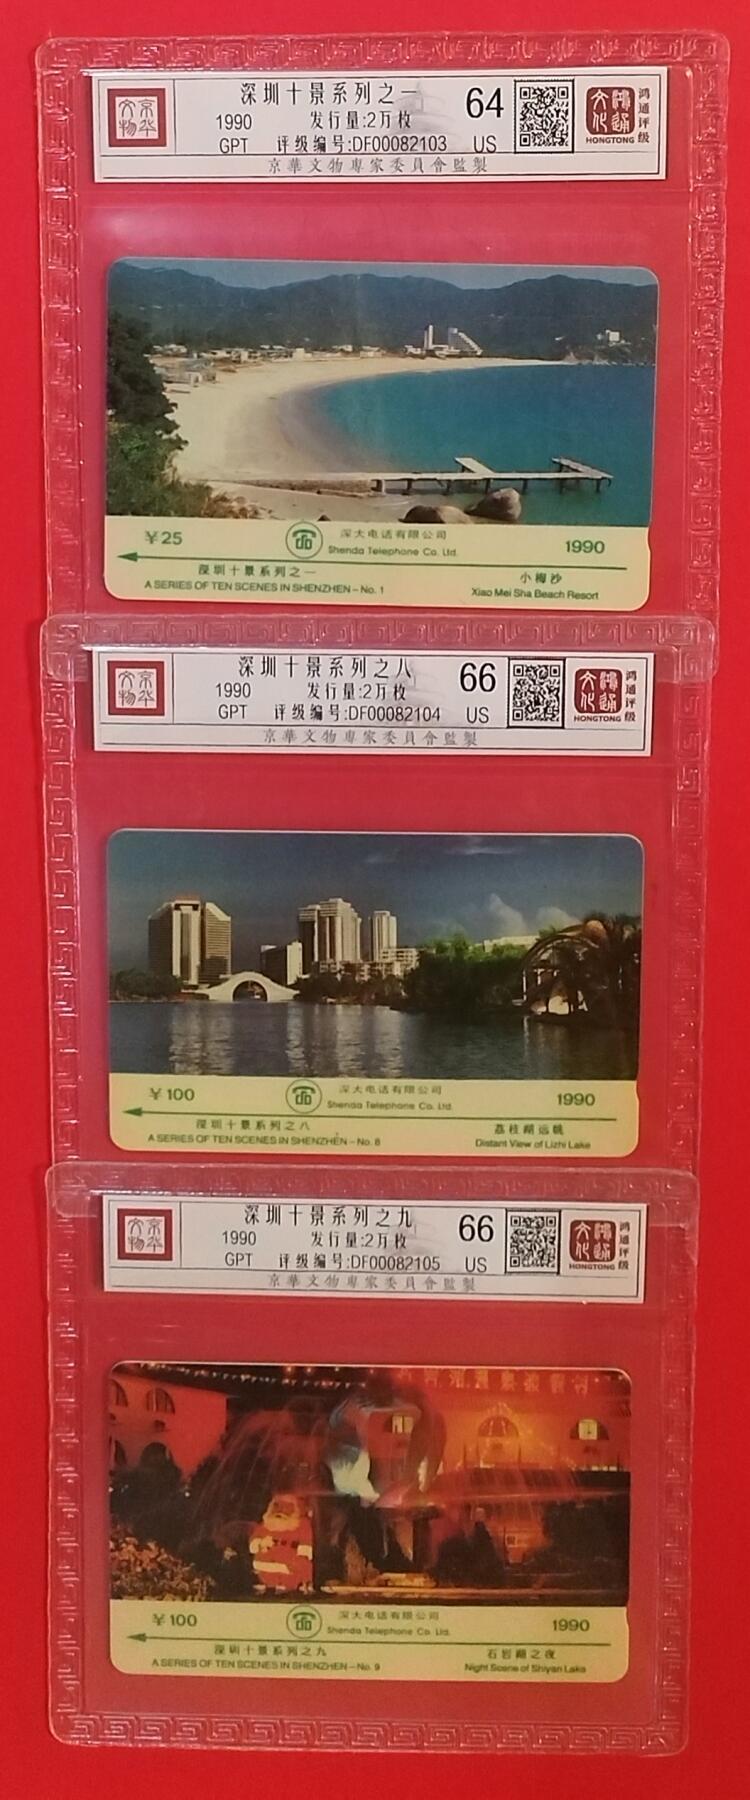 京华文物
深圳十景系列之一
1990 发行量:2万枚
64
GPT 评级编号:DF00082103 US
京華文物專家委員會監製
鸿通文化
HONGTONG
鸿通评级
¥25
深大电话有限公司
Shenda Telephone Co. Ltd.
1990
深圳十景系列之一
A SERIES OF TEN SCENES IN SHENZHEN – No. 1
小梅沙
Xiao Mei Sha Beach Resort
京华文物
深圳十景系列之八
1990 发行量:2万枚
66
GPT 评级编号:DF00082104 US
京華文物專家委員會監製
鸿通文化
HONGTONG
鸿通评级
¥100
深大电话有限公司
Shenda Telephone Co. Ltd.
1990
深圳十景系列之八
A SERIES OF TEN SCENES IN SHENZHEN – No. 8
荔枝湖远眺
Distant View of Lizhi Lake
京华文物
深圳十景系列之九
1990 发行量:2万枚
66
GPT 评级编号:DF00082105 US
京華文物專家委員會監製
鸿通文化
HONGTONG
鸿通评级
¥100
深大电话有限公司
Shenda Telephone Co. Ltd.
1990
深圳十景系列之九
A SERIES OF TEN SCENES IN SHENZHEN – No. 9
石岩湖之夜
Night Scene of Shiyan Lake